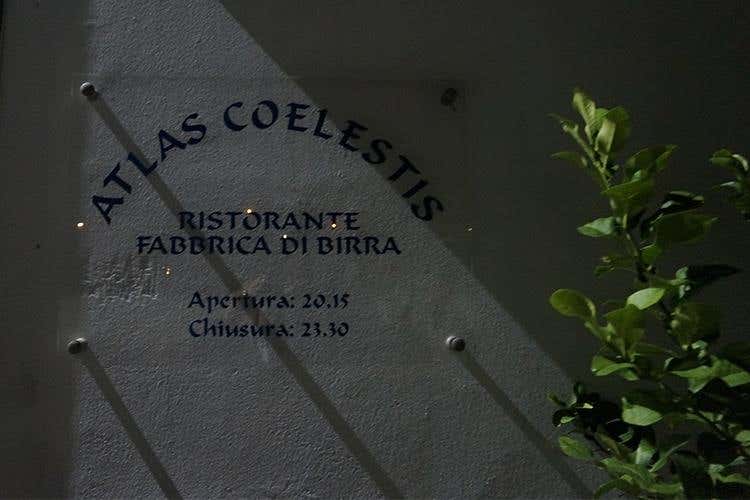 ATLAS COELESTIS
RISTORANTE
FABBRICA DI BIRRA
Apertura: 20.15
Chiusura: 23.30